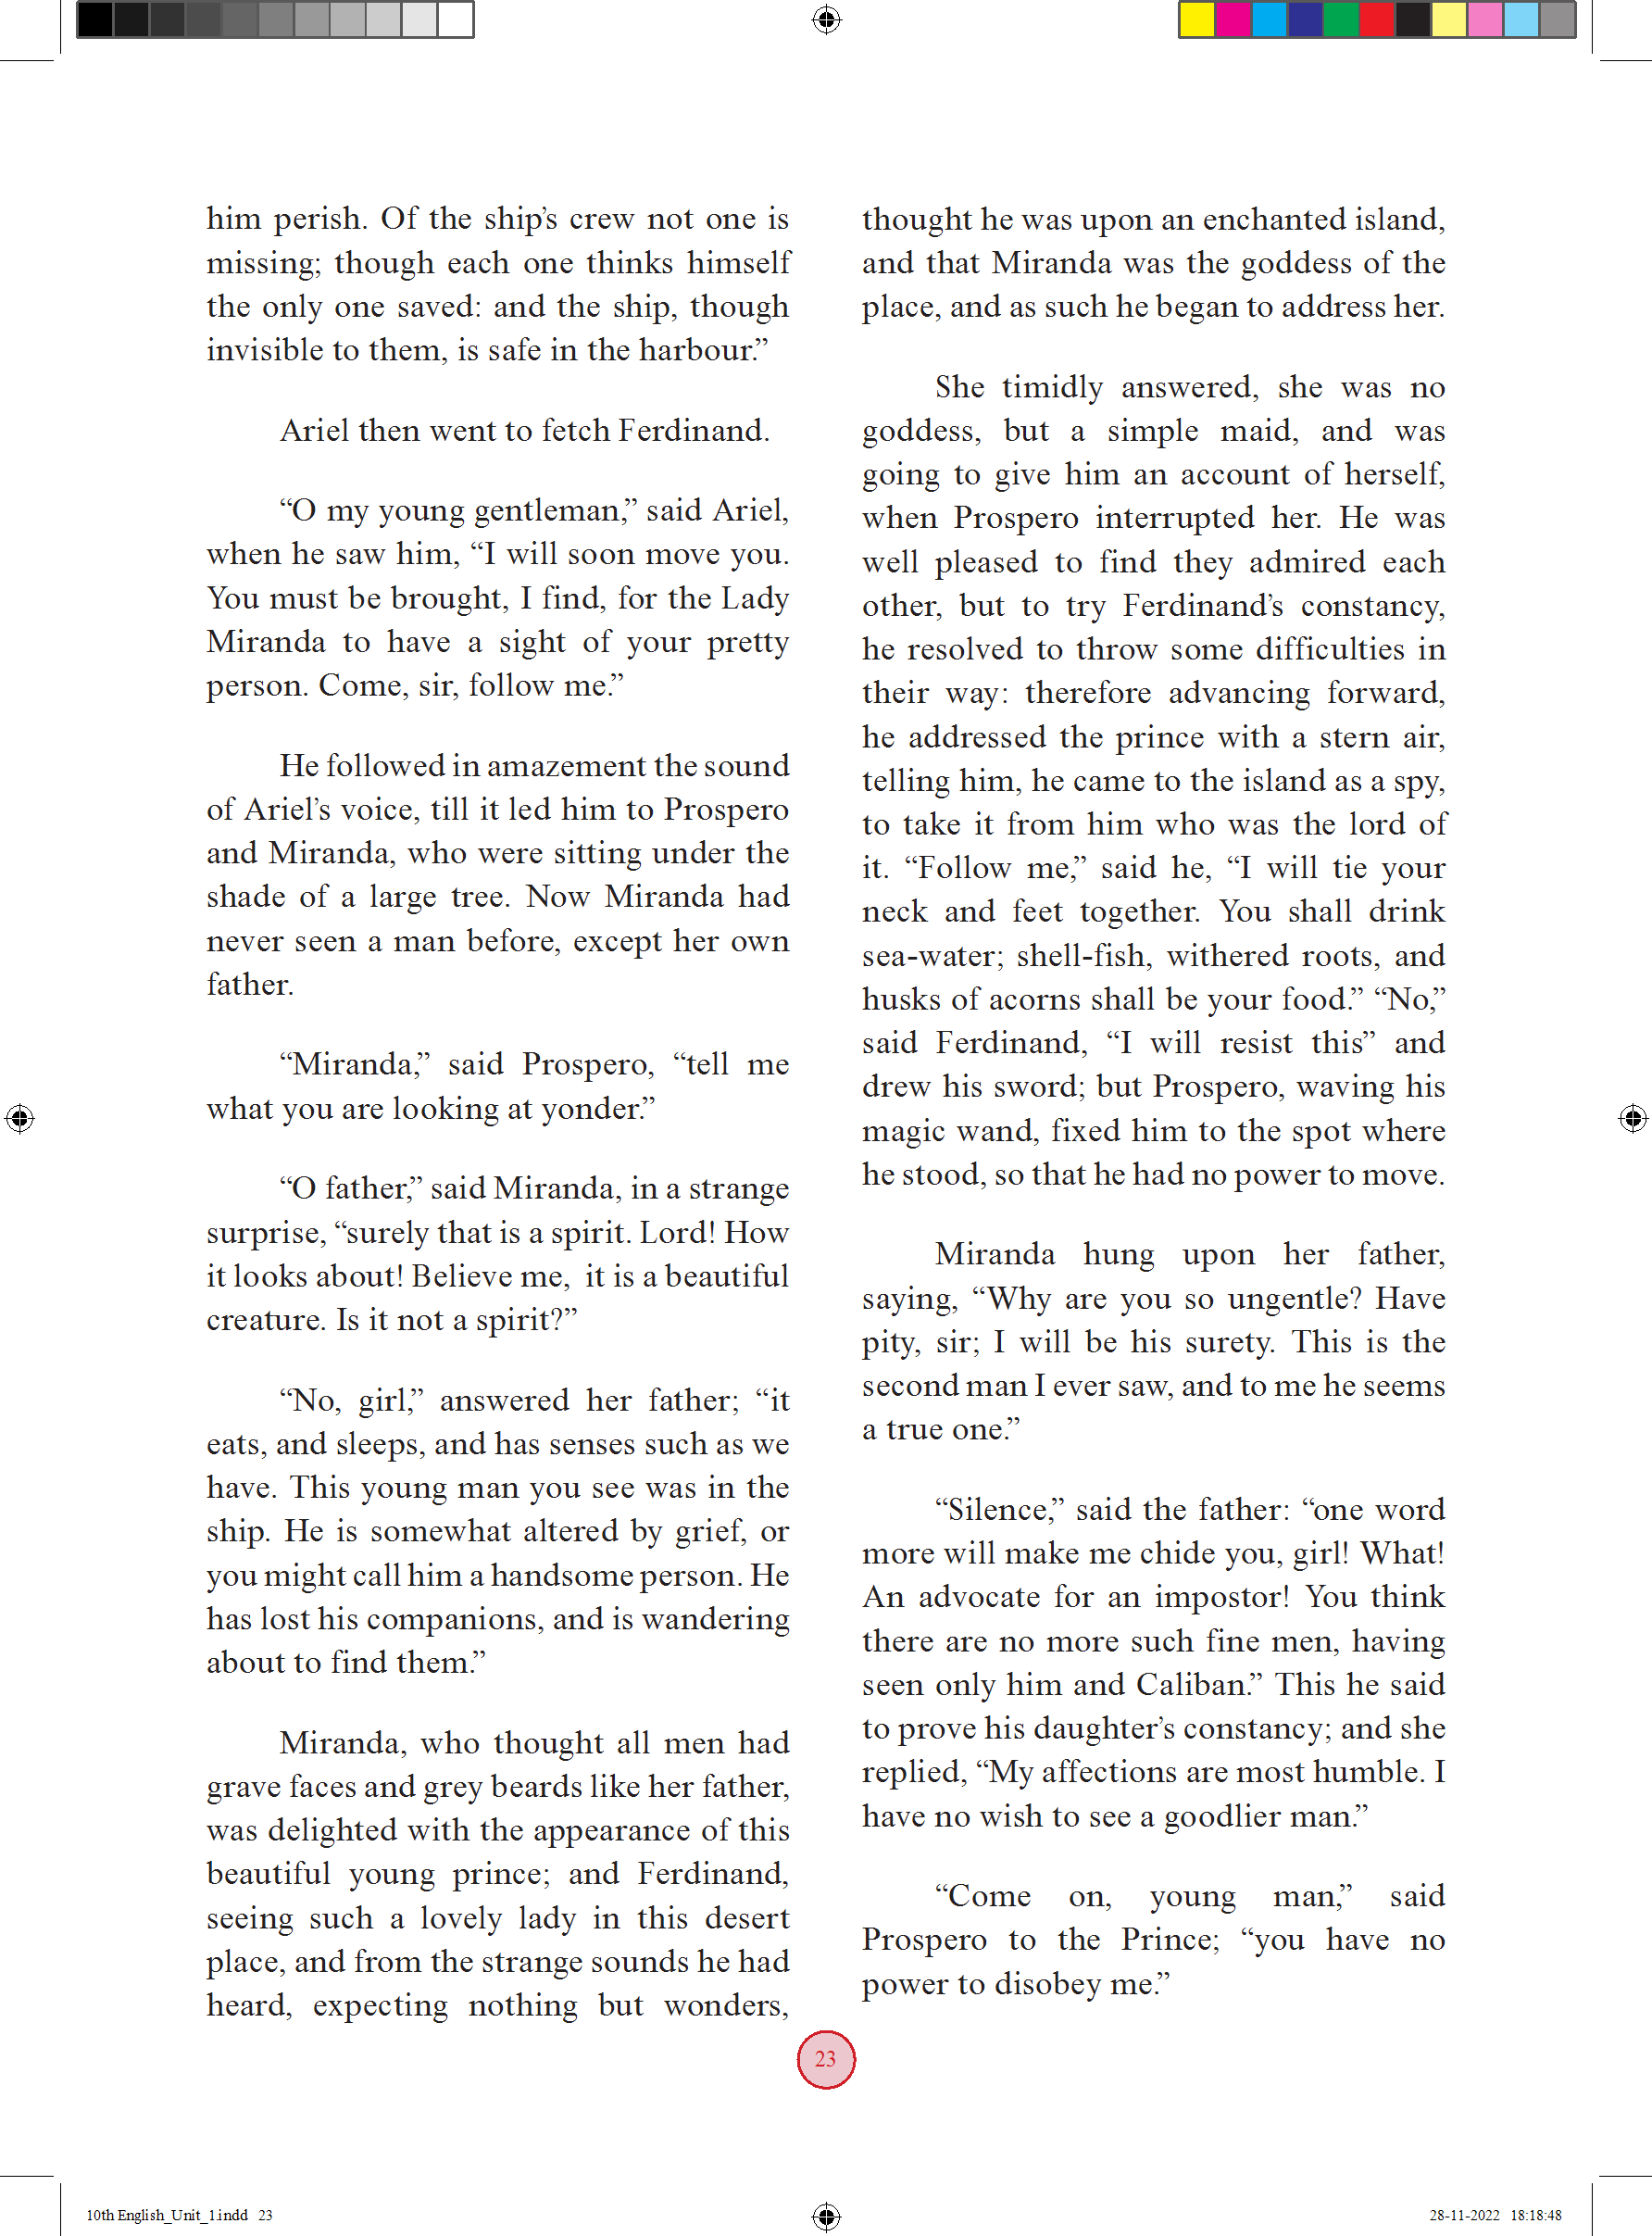 him perish. Of the ship’s crew not one is
missing; though each one thinks himself
the only one saved: and the ship, though
invisible to them, is safe in the harbour.”
Ariel then went to fetch Ferdinand.
“O my young gentleman,” said Ariel,
when he saw him, “I will soon move you.
You must be brought, I find, for the Lady
Miranda to have a sight of your pretty
person. Come, sir, follow me.”
He followed in amazement the sound
of Ariel’s voice, till it led him to Prospero
and Miranda, who were sitting under the
shade of a large tree. Now Miranda had
never seen a man before, except her own
father.
“Miranda,” said Prospero, “tell me
what you are looking at yonder.”
“O father,” said Miranda, in a strange
surprise, “surely that is a spirit. Lord! How
it looks about! Believe me, it is a beautiful
creature. Is it not a spirit?”
“No, girl,” answered her father; “it
eats, and sleeps, and has senses such as we
have. This young man you see was in the
ship. He is somewhat altered by grief, or
you might call him a handsome person. He
has lost his companions, and is wandering
about to find them.”
Miranda, who thought all men had
grave faces and grey beards like her father,
was delighted with the appearance of this
beautiful young prince; and Ferdinand,
seeing such a lovely lady in this desert
place, and from the strange sounds he had
heard, expecting nothing but wonders,
thought he was upon an enchanted island,
and that Miranda was the goddess of the
place, and as such he began to address her.
She timidly answered, she was no
goddess, but a simple maid, and was
going to give him an account of herself,
when Prospero interrupted her. He was
well pleased to find they admired each
other, but to try Ferdinand’s constancy,
he resolved to throw some difficulties in
their way: therefore advancing forward,
he addressed the prince with a stern air,
telling him, he came to the island as a spy,
to take it from him who was the lord of
it. “Follow me,” said he, “I will tie your
neck and feet together. You shall drink
sea-water; shell-fish, withered roots, and
husks of acorns shall be your food.” “No,”
said Ferdinand, “I will resist this” and
drew his sword; but Prospero, waving his
magic wand, fixed him to the spot where
he stood, so that he had no power to move.
Miranda hung upon her father,
saying, “Why are you so ungentle? Have
pity, sir; I will be his surety. This is the
second man I ever saw, and to me he seems
a true one.”
“Silence,” said the father: “one word
more will make me chide you, girl! What!
An advocate for an impostor! You think
there are no more such fine men, having
seen only him and Caliban.” This he said
to prove his daughter’s constancy; and she
replied, “My affections are most humble. I
have no wish to see a goodlier man.”
“Come on, young man,” said
Prospero to the Prince; “you have no
power to disobey me.”
23
10th English_Unit_1.indd 23
28-11-2022 18:18:48